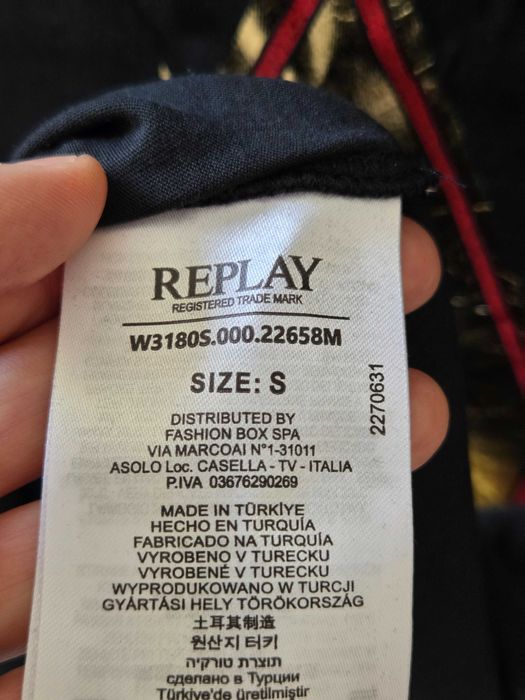 REPLAY
REGISTERED TRADE MARK
W3180S.000.22658M
SIZE: S
2270631
DISTRIBUTED BY
FASHION BOX SPA
VIA MARCOAI N°1-31011
ASOLO Loc. CASELLA - TV - ITALIA
P.IVA 03676290269
MADE IN TÜRKİYE
HECHO EN TURQUÍA
FABRICADO NA TURQUÍA
VYROBENO V TURECKU
VYROBENÉ V TURECKU
WYPRODUKOWANO W TURCJI
GYÁRTÁSI HELY TÖRÖKORSZÁG
土耳其制造
원산지 터키
תוצרת טורקיה
сделано в Турции
Türkiye'de üretilmiştir